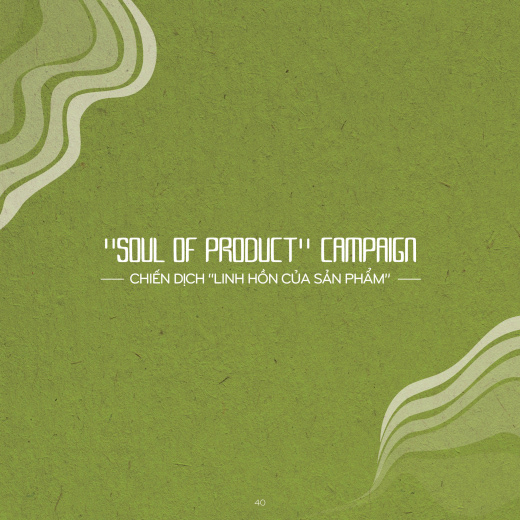 "SOUL OF PRODUCT" CAMPAIGN
CHIẾN DỊCH "LINH HỒN CỦA SẢN PHẨM"
40